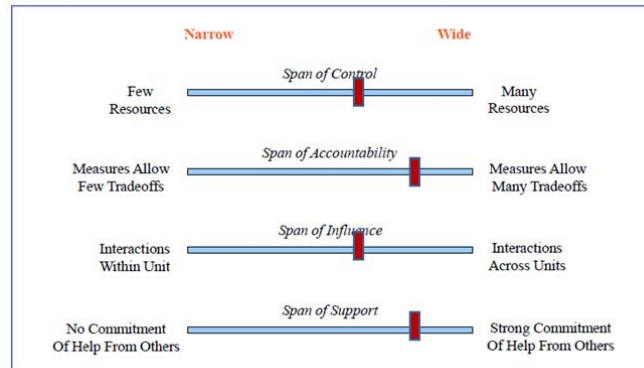 Narrow Wide
Span of Control
Few
Resources
Many
Resources
Span of Accountability
Measures Allow
Few Tradeoffs
Measures Allow
Many Tradeoffs
Span of Influence
Interactions
Within Unit
Interactions
Across Units
Span of Support
No Commitment
Of Help From Others
Strong Commitment
Of Help From Others